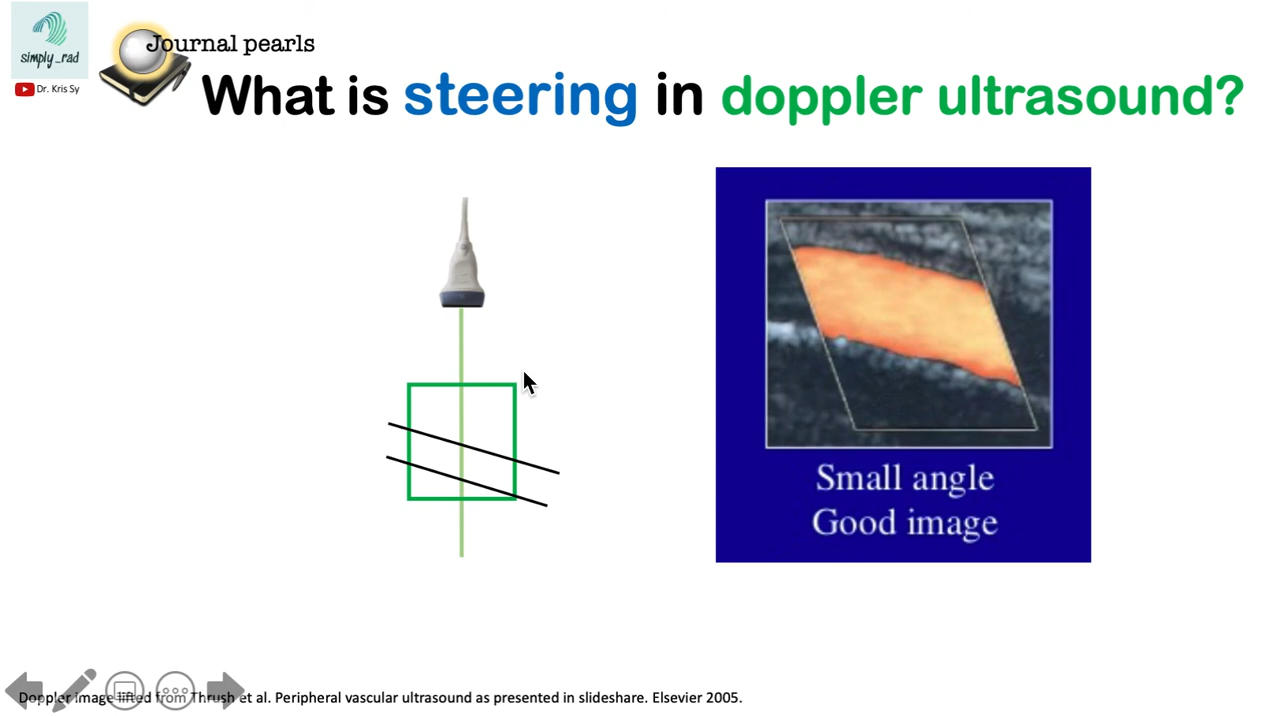 simply_rad
Dr. Kris Sy
Journal pearls
What is steering in doppler ultrasound?
Small angle
Good image
Doppler image lifted from Thrush et al. Peripheral vascular ultrasound as presented in slideshare. Elsevier 2005.